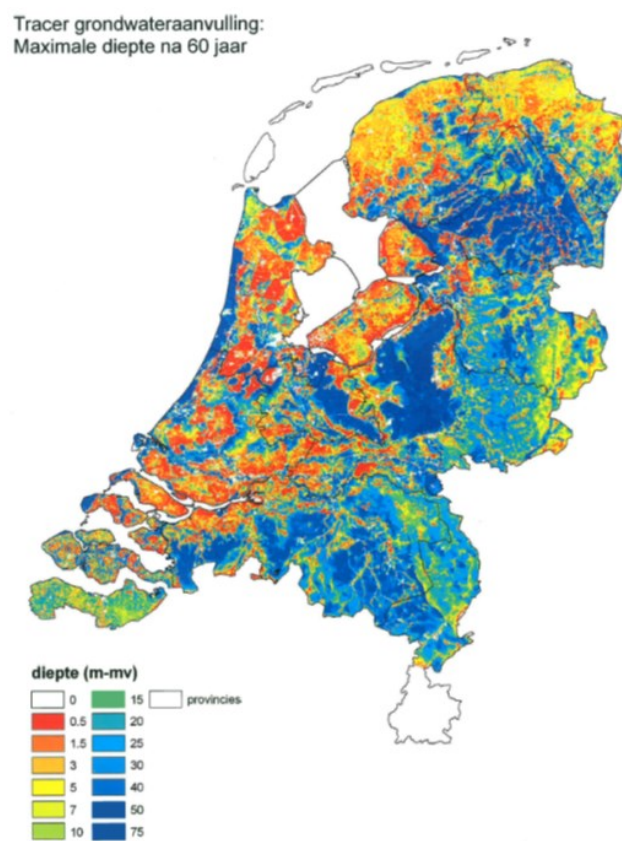 Tracer grondwateraanvulling:
Maximale diepte na 60 jaar
diepte (m-mv)
0 15 provincies
0.5 20
1.5 25
3 30
5 40
7 50
10 75